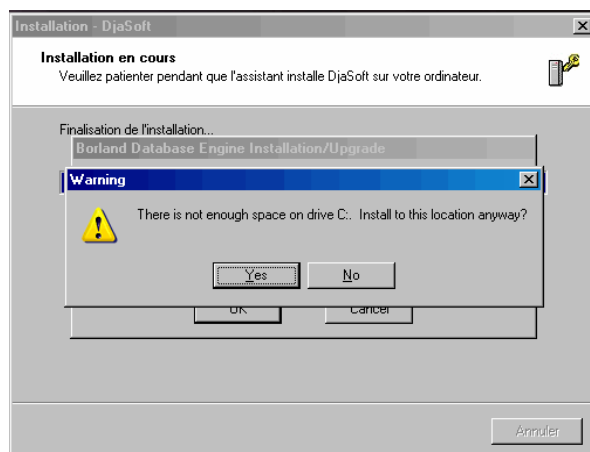 Installation - DjaSoft
Installation en cours
Veuillez patienter pendant que l'assistant installe DjaSoft sur votre ordinateur.
Finalisation de l'installation...
Borland Database Engine Installation/Upgrade
Warning
There is not enough space on drive C:. Install to this location anyway?
Yes No
OK Cancel
Annuler